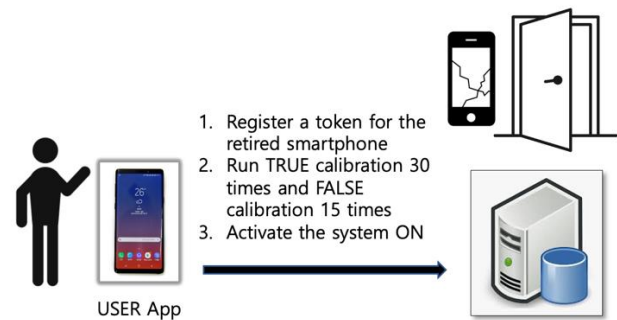 1. Register a token for the
retired smartphone
2. Run TRUE calibration 30
times and FALSE
calibration 15 times
3. Activate the system ON
USER App